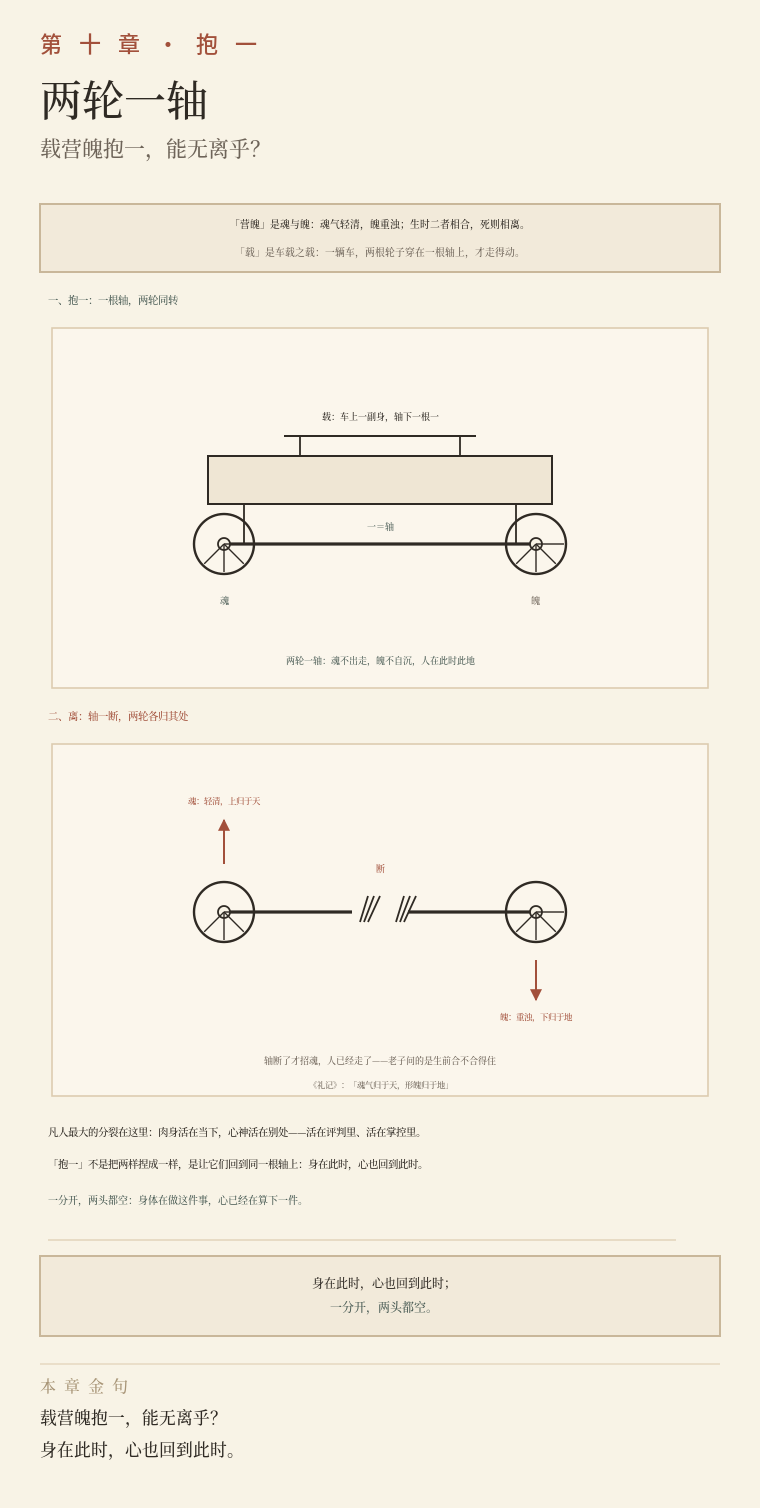 第十章·抱一
两轮一轴
载营魄抱一，能无离乎？
「营魄」是魂与魄：魂气轻清，魄重浊；生时二者相合，死则相离。
「载」是车载之载：一辆车，两根轮子穿在一根轴上，才走得动。
一、抱一：一根轴，两轮同转
载：车上一副身，轴下一根一
一＝轴
魂
魄
两轮一轴：魂不出走，魄不自沉，人在此时此地
二、离：轴一断，两轮各归其处
魂：轻清，上归于天
断
魄：重浊，下归于地
轴断了才招魂，人已经走了——老子问的是生前合不合得住
《礼记》：「魂气归于天，形魄归于地」
凡人最大的分裂在这里：肉身活在当下，心神活在别处——活在评判里、活在掌控里。
「抱一」不是把两样捏成一样，是让它们回到同一根轴上：身在此时，心也回到此时。
一分开，两头都空：身体在做这件事，心已经在算下一件。
身在此时，心也回到此时；
一分开，两头都空。
本章金句
载营魄抱一，能无离乎？
身在此时，心也回到此时。